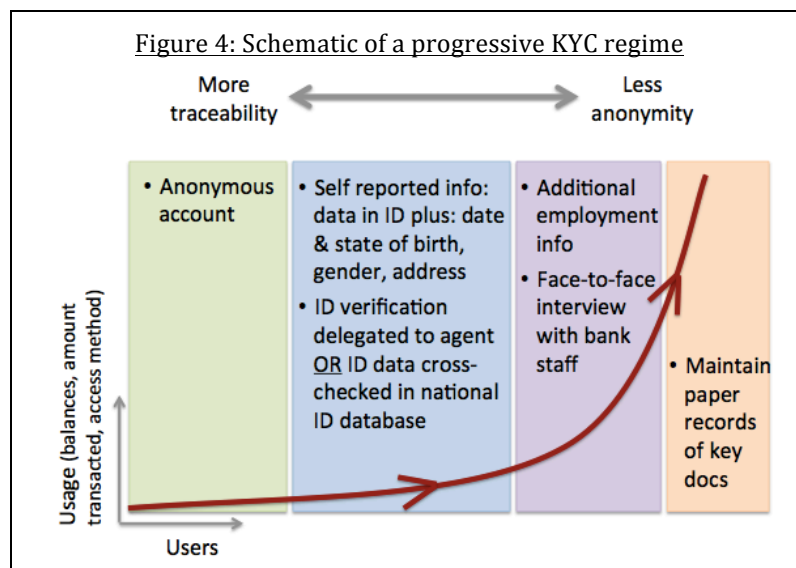 Figure 4: Schematic of a progressive KYC regime
More
traceability
Less
anonymity
• Anonymous
account
• Self reported info:
data in ID plus: date
& state of birth,
gender, address
• ID verification
delegated to agent
OR ID data cross-
checked in national
ID database
• Additional
employment
info
• Face-to-face
interview
with bank
staff
• Maintain
paper
records
of key
docs
Usage (balances, amount
transacted, access method)
Users